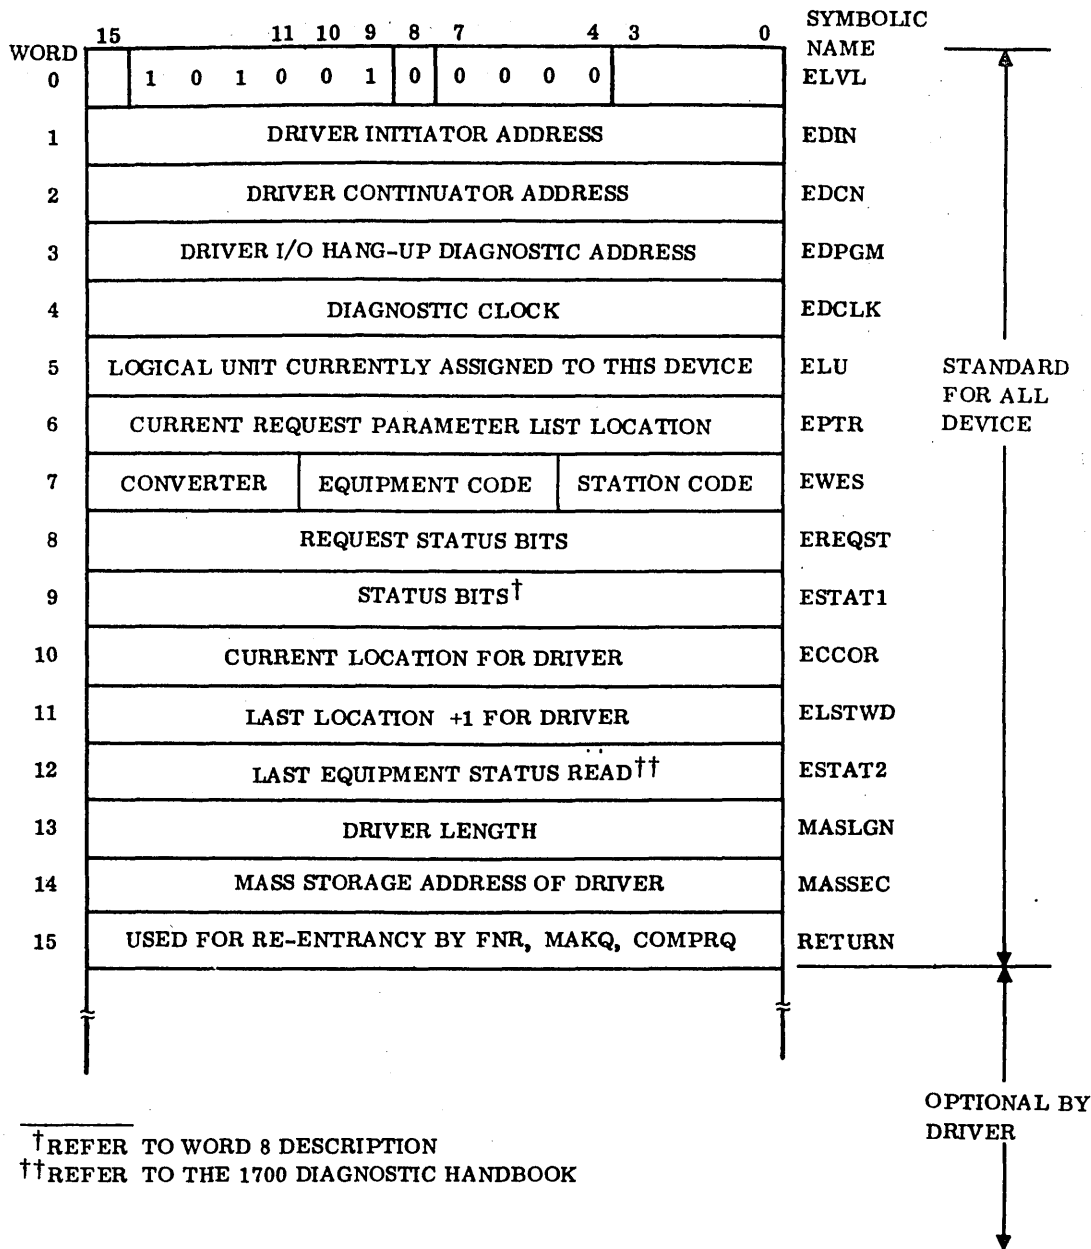 SYMBOLIC
15 11 10 9 8 7 4 3 0
WORD NAME
0 1 0 1 0 0 1 0 0 0 0 0 ELVL
1 DRIVER INITIATOR ADDRESS EDIN
2 DRIVER CONTINUATOR ADDRESS EDCN
3 DRIVER I/O HANG-UP DIAGNOSTIC ADDRESS EDPGM
4 DIAGNOSTIC CLOCK EDCLK
5 LOGICAL UNIT CURRENTLY ASSIGNED TO THIS DEVICE ELU
STANDARD
FOR ALL
DEVICE
6 CURRENT REQUEST PARAMETER LIST LOCATION EPTR
7 CONVERTER EQUIPMENT CODE STATION CODE EWES
8 REQUEST STATUS BITS EREQST
9 STATUS BITS† ESTAT1
10 CURRENT LOCATION FOR DRIVER ECCOR
11 LAST LOCATION +1 FOR DRIVER ELSTWD
12 LAST EQUIPMENT STATUS READ†† ESTAT2
13 DRIVER LENGTH MASLGN
14 MASS STORAGE ADDRESS OF DRIVER MASSEC
15 USED FOR RE-ENTRANCY BY FNR, MAKQ, COMPRQ RETURN
OPTIONAL BY
DRIVER
†REFER TO WORD 8 DESCRIPTION
††REFER TO THE 1700 DIAGNOSTIC HANDBOOK